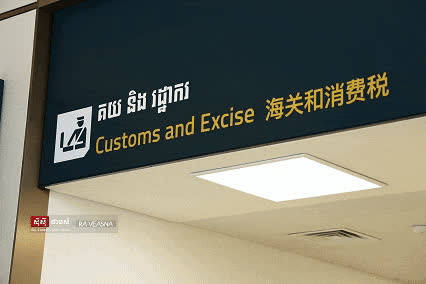 គយ និង រដ្ឋាករ
Customs and Excise 海关和消费税
RA VEASNA